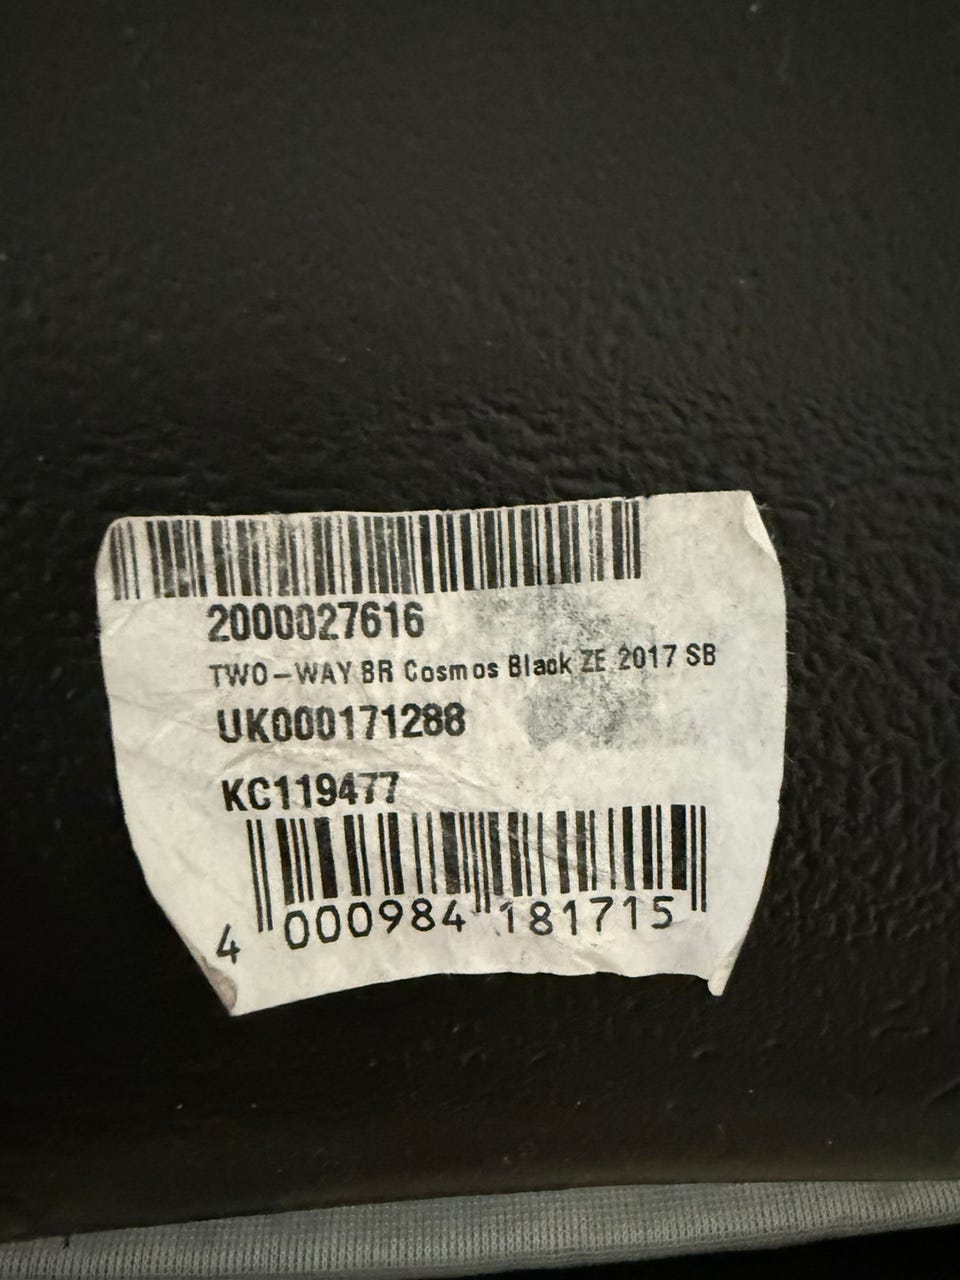 2000027616
TWO-WAY BR Cosmos Black ZE 2017 SB
UK000171288
KC119477
4 000984 181715